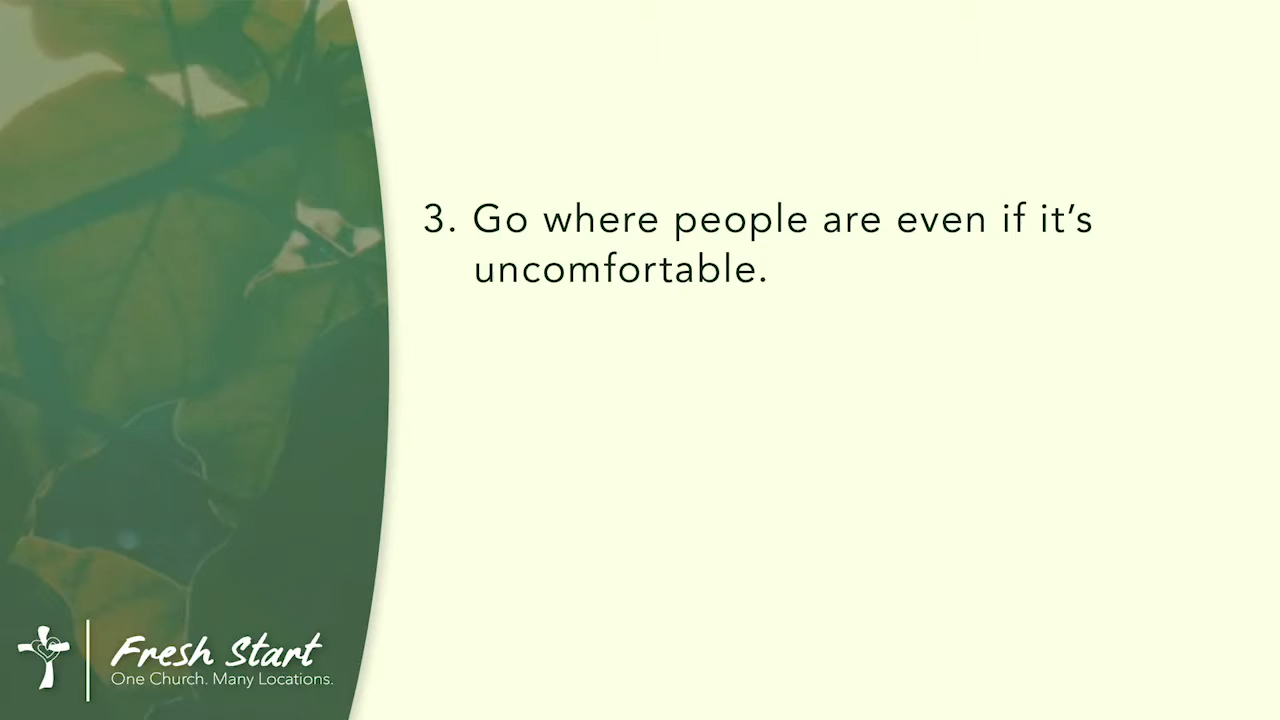 3. Go where people are even if it’s
uncomfortable.
Fresh Start
One Church. Many Locations.